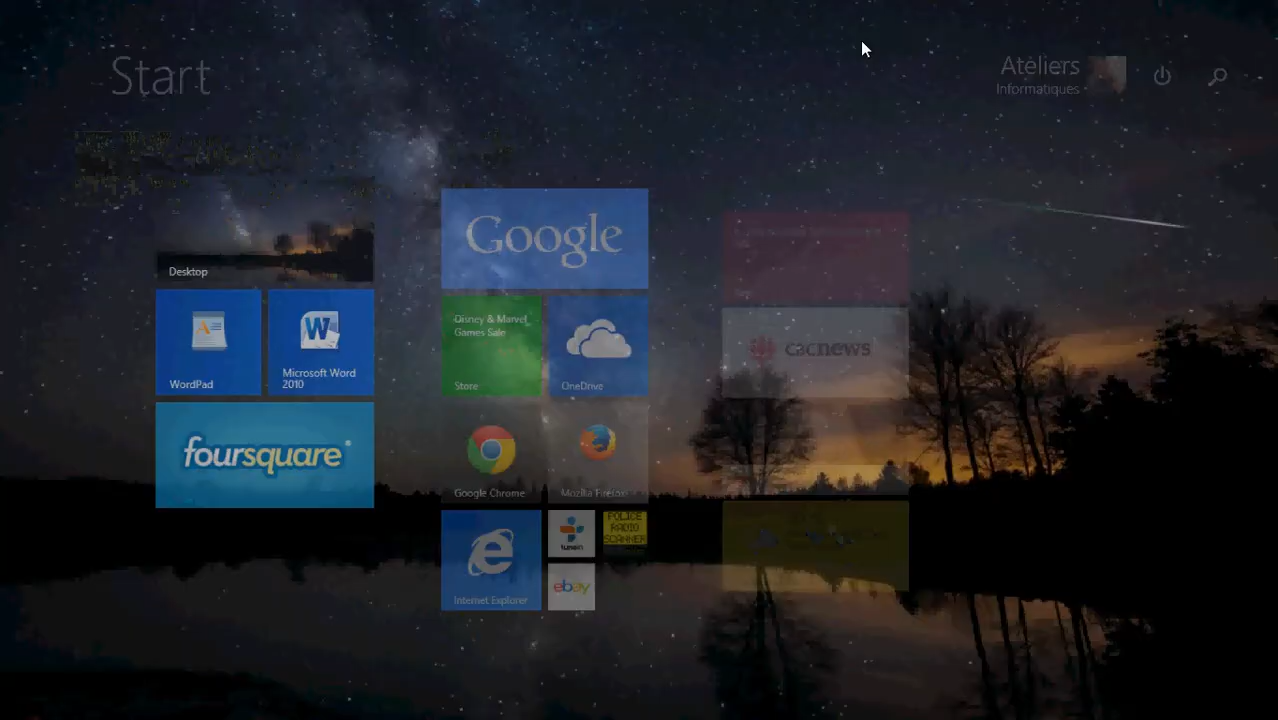 Start
Ateliers
Informatiques
Desktop
WordPad
Microsoft Word
2010
foursquare
Google
Disney & Marvel
Games Sale
Store
OneDrive
Google Chrome
Mozilla Firefox
Internet Explorer
tunein
POLICE
RADIO
SCANNER
ebay
cbcnews